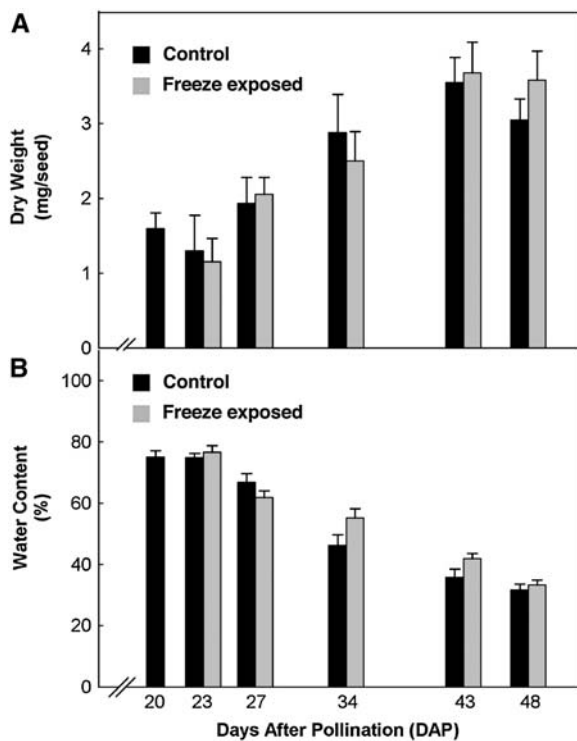 A
Control
Freeze exposed
Dry Weight
(mg/seed)
4
3
2
1
0
B
Control
Freeze exposed
Water Content
(%)
100
80
60
40
20
0
20 23 27 34 43 48
Days After Pollination (DAP)